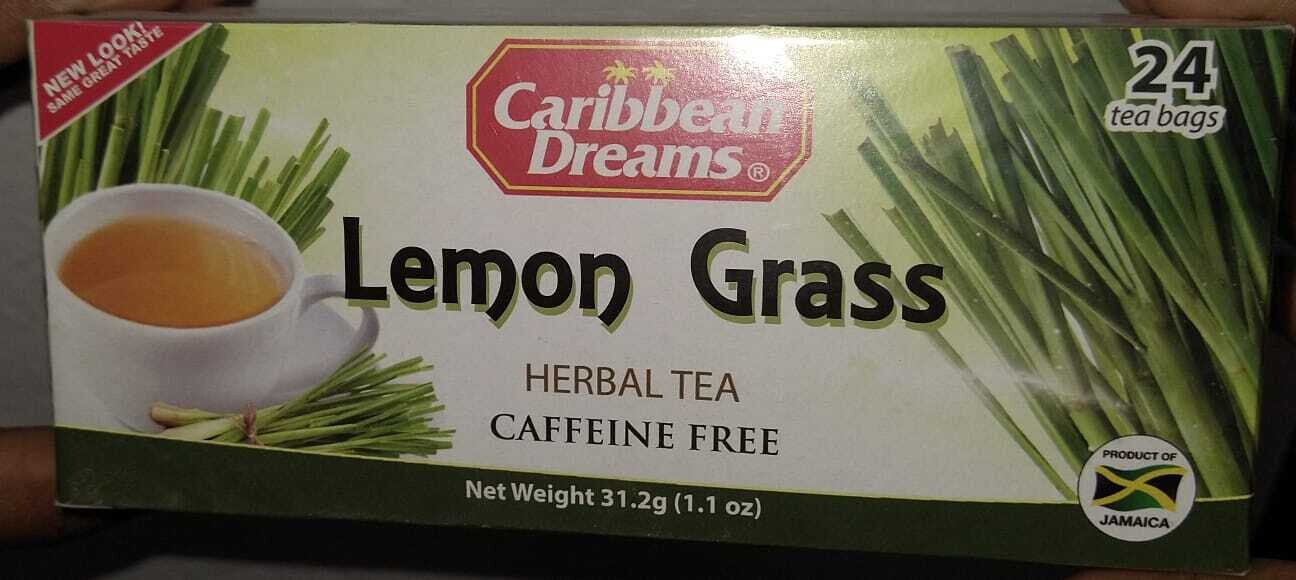 NEW LOOK!
SAME GREAT TASTE
Caribbean
Dreams®
24
tea bags
Lemon Grass
HERBAL TEA
CAFFEINE FREE
Net Weight 31.2g (1.1 oz)
PRODUCT OF
JAMAICA